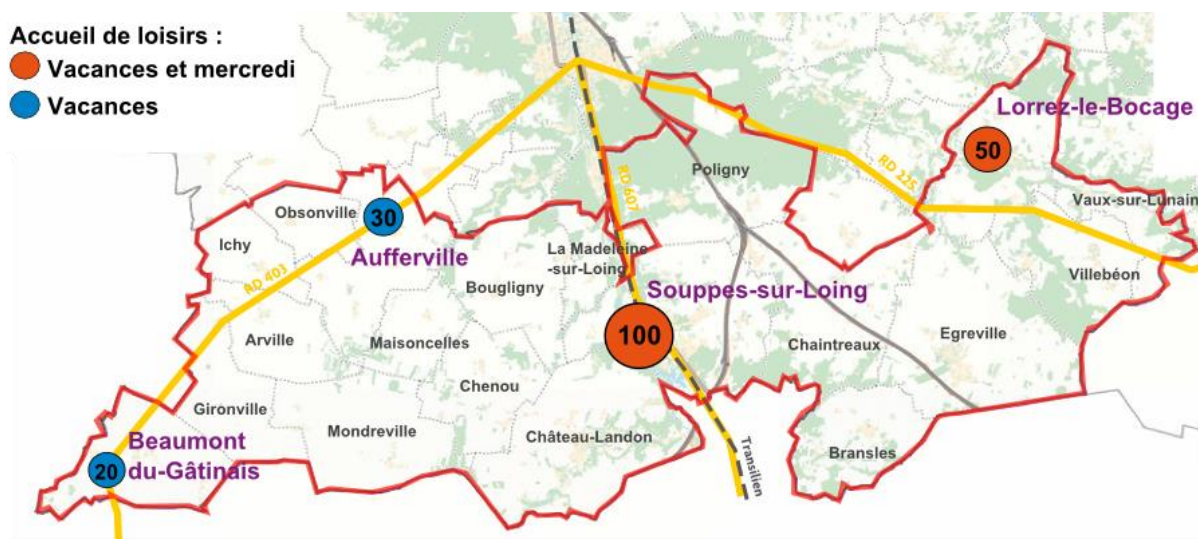 Accueil de loisirs :
Vacances et mercredi
Vacances
Lorrez-le-Bocage
50
Poligny
RD 607
RD 225
Vaux-sur-Lunain
Obsonville
30
Ichy
Aufferville
La Madeleine
-sur-Loing
Villebéon
RD 403
Bougligny
Souppes-sur-Loing
100
Arville
Maisoncelles
Chaintreaux
Egreville
Chenou
Gironville
Mondreville
Château-Landon
Beaumont
du-Gâtinais
20
Transilien
Bransles